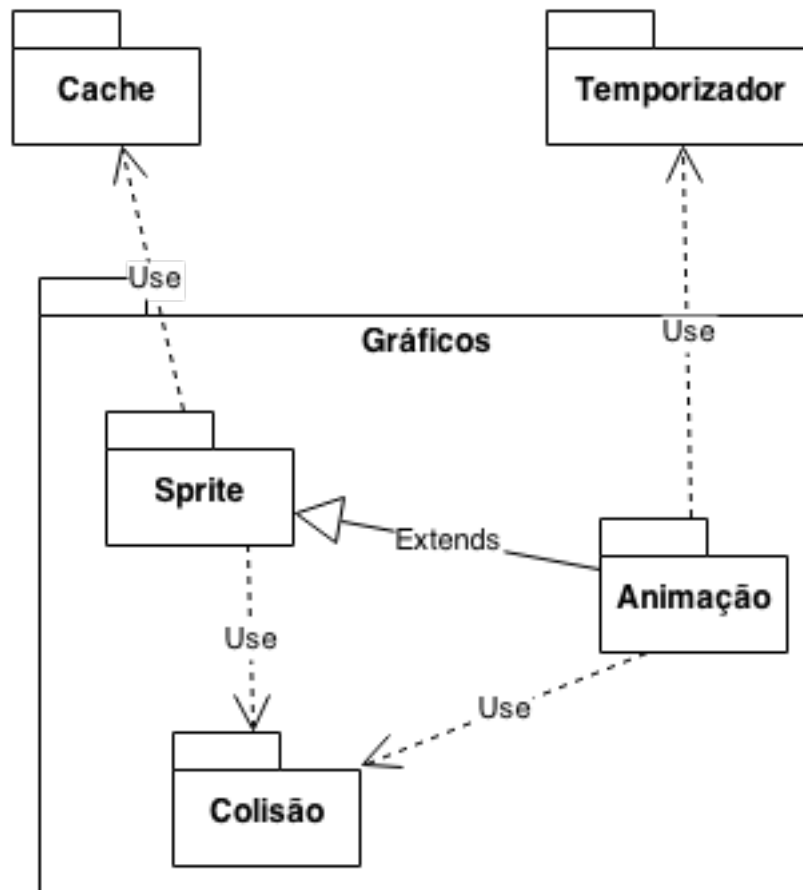 Cache
Temporizador
Use
Gráficos
Use
Sprite
Extends
Animação
Use
Use
Colisão